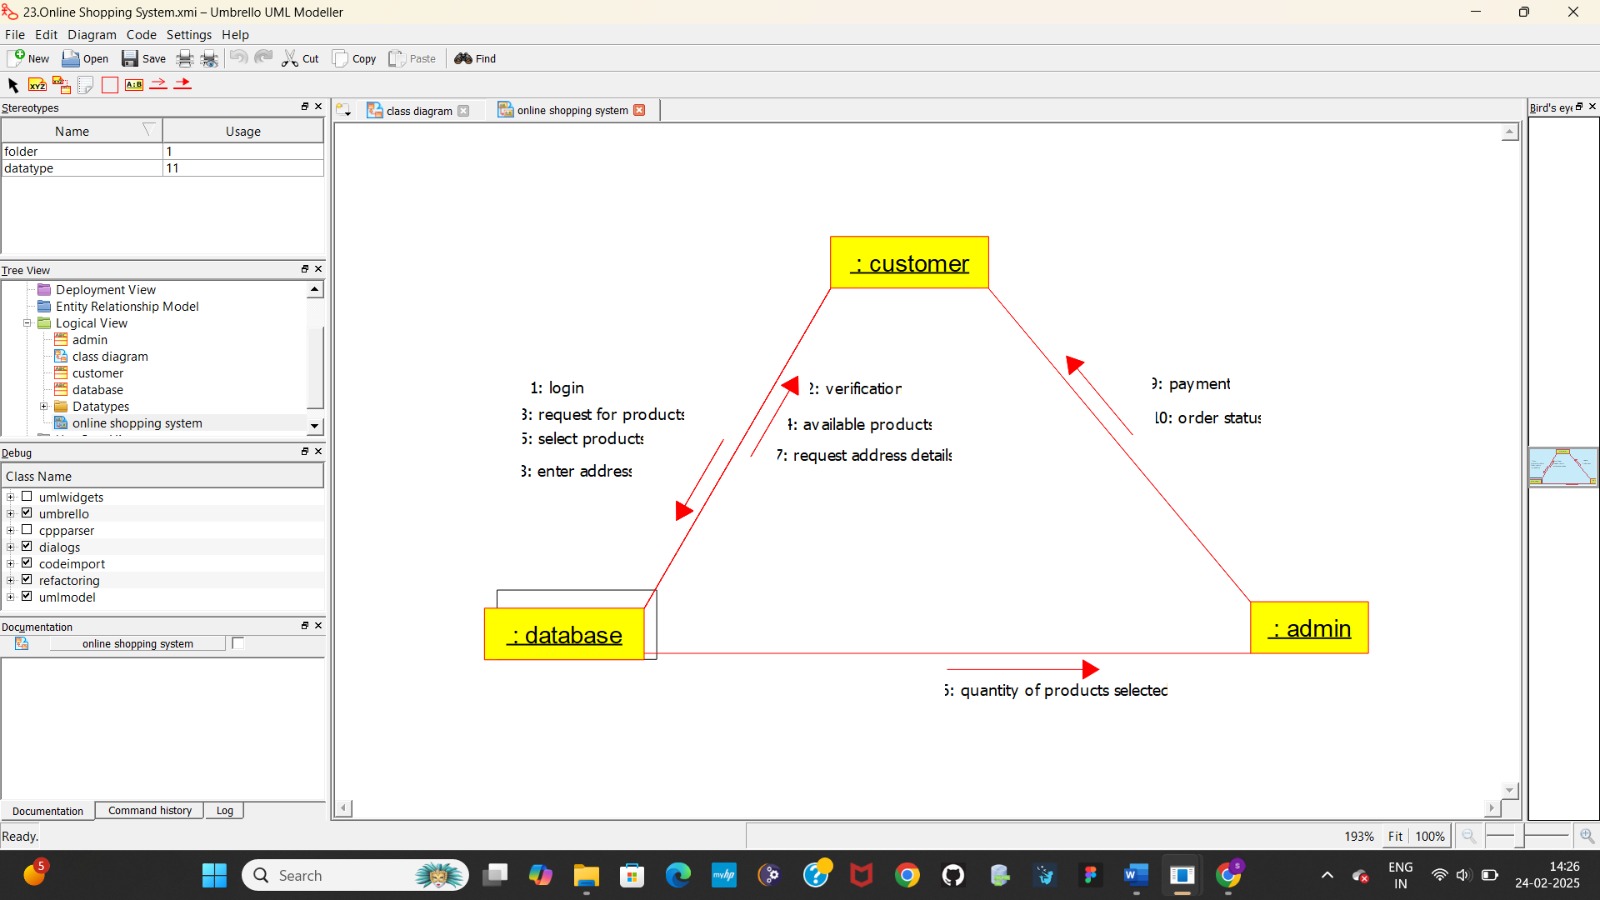 23.Online Shopping System.xmi – Umbrello UML Modeller
File Edit Diagram Code Settings Help
New Open Save Cut Copy Paste Find
XYZ A:B
Stereotypes
Name Usage
folder 1
datatype 11
Tree View
Deployment View
Entity Relationship Model
Logical View
admin
class diagram
customer
database
Datatypes
online shopping system
Debug
Class Name
umlwidgets
umbrello
cppparser
dialogs
codeimport
refactoring
umlmodel
Documentation
online shopping system
Documentation Command history Log
Ready.
class diagram online shopping system
Bird's eye
: customer
1: login
3: request for products
5: select products
8: enter address
2: verification
4: available products
7: request address details
9: payment
10: order status
: database
: admin
6: quantity of products selected
193% Fit 100%
5
Search
myhp
ENG
IN
14:26
24-02-2025